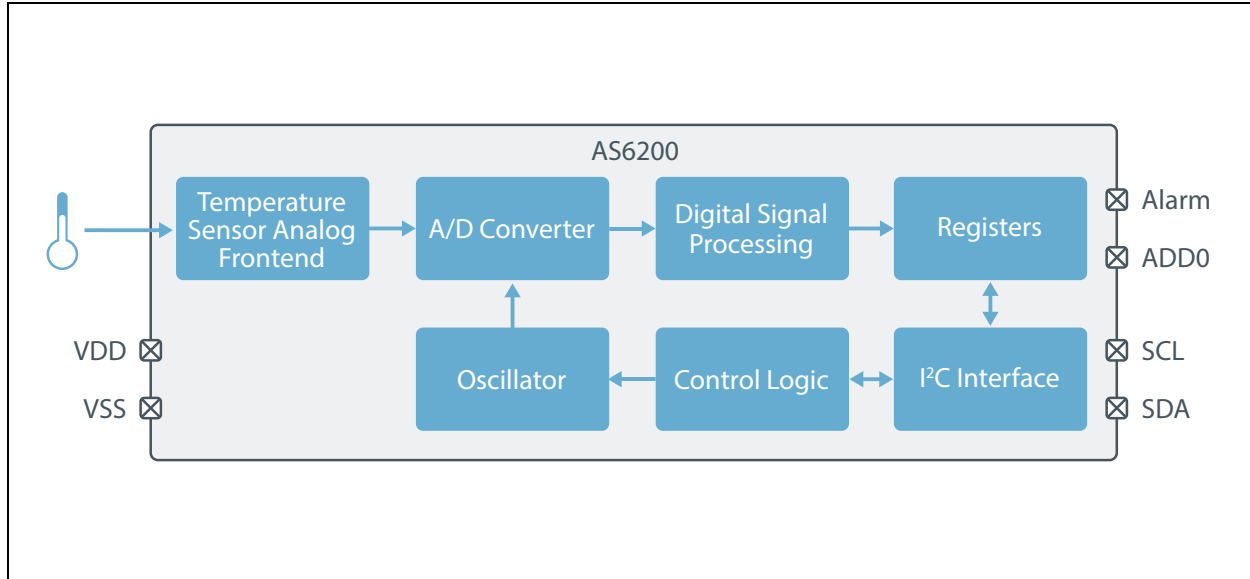 AS6200
Temperature
Sensor Analog
Frontend
A/D Converter
Digital Signal
Processing
Registers
Alarm
ADD0
VDD
VSS
Oscillator
Control Logic
I²C Interface
SCL
SDA